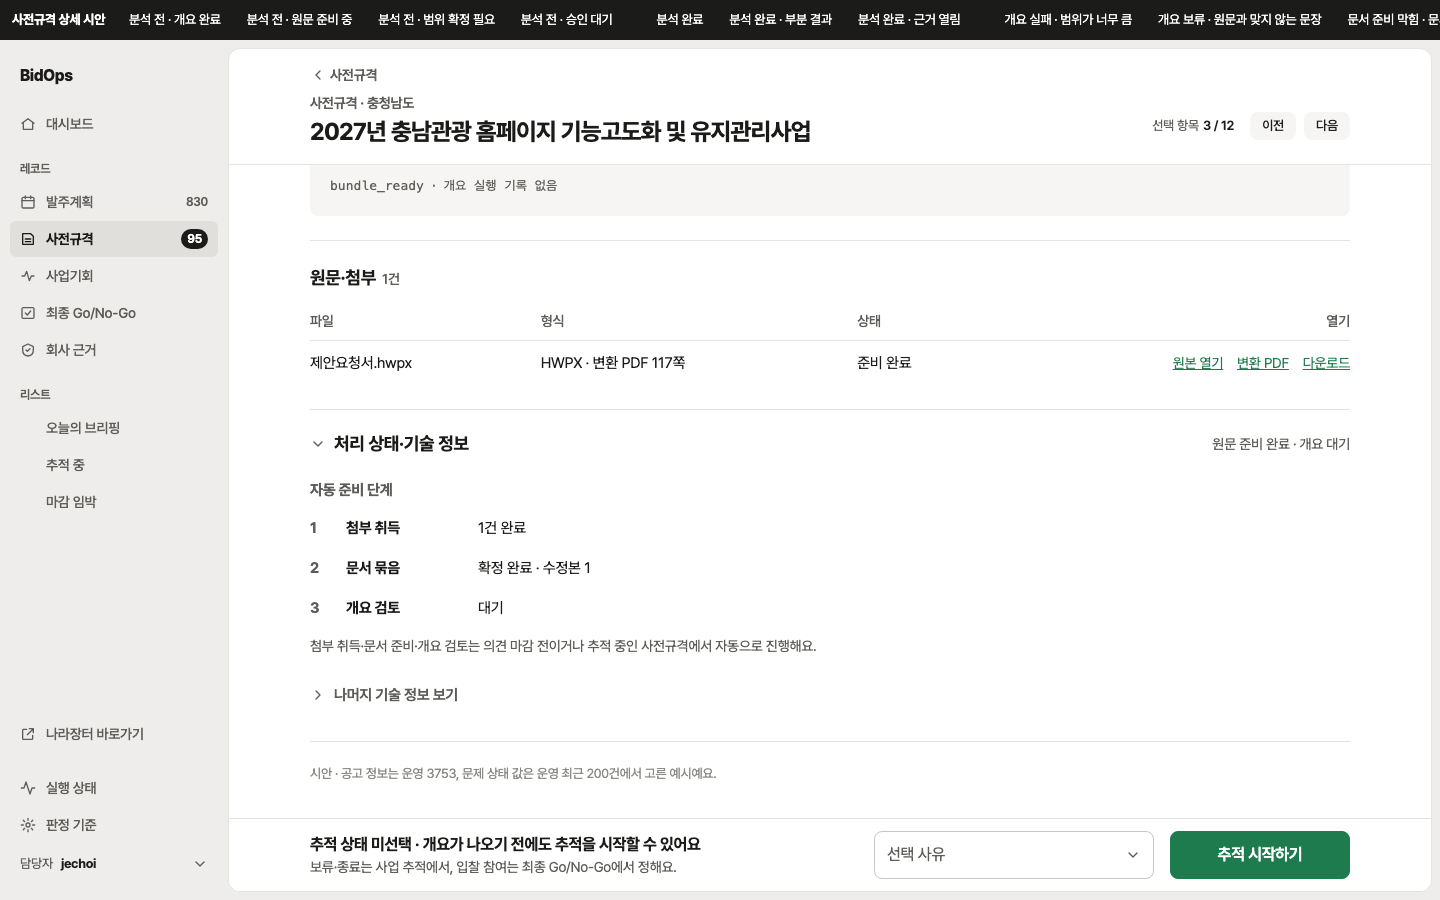 사전규격 상세 시안 분석 전 · 개요 완료 분석 전 · 원문 준비 중 분석 전 · 범위 확정 필요 분석 전 · 승인 대기 분석 완료 분석 완료 · 부분 결과 분석 완료 · 근거 열림 개요 실패 · 범위가 너무 큼 개요 보류 · 원문과 맞지 않는 문장 문서 준비 막힘 · 문
BidOps
대시보드
레코드
발주계획 830
사전규격 95
사업기회
최종 Go/No-Go
회사 근거
리스트
오늘의 브리핑
추적 중
마감 임박
나라장터 바로가기
실행 상태
판정 기준
담당자 jechoi
사전규격
사전규격 · 충청남도
2027년 충남관광 홈페이지 기능고도화 및 유지관리사업
선택 항목 3 / 12 이전 다음
bundle_ready · 개요 실행 기록 없음
원문·첨부 1건
파일 형식 상태 열기
제안요청서.hwpx HWPX · 변환 PDF 117쪽 준비 완료 원본 열기 변환 PDF 다운로드
처리 상태·기술 정보 원문 준비 완료 · 개요 대기
자동 준비 단계
1 첨부 취득 1건 완료
2 문서 묶음 확정 완료 · 수정본 1
3 개요 검토 대기
첨부 취득·문서 준비·개요 검토는 의견 마감 전이거나 추적 중인 사전규격에서 자동으로 진행해요.
나머지 기술 정보 보기
시안 · 공고 정보는 운영 3753, 문제 상태 값은 운영 최근 200건에서 고른 예시예요.
추적 상태 미선택 · 개요가 나오기 전에도 추적을 시작할 수 있어요
보류·종료는 사업 추적에서, 입찰 참여는 최종 Go/No-Go에서 정해요.
선택 사유
추적 시작하기